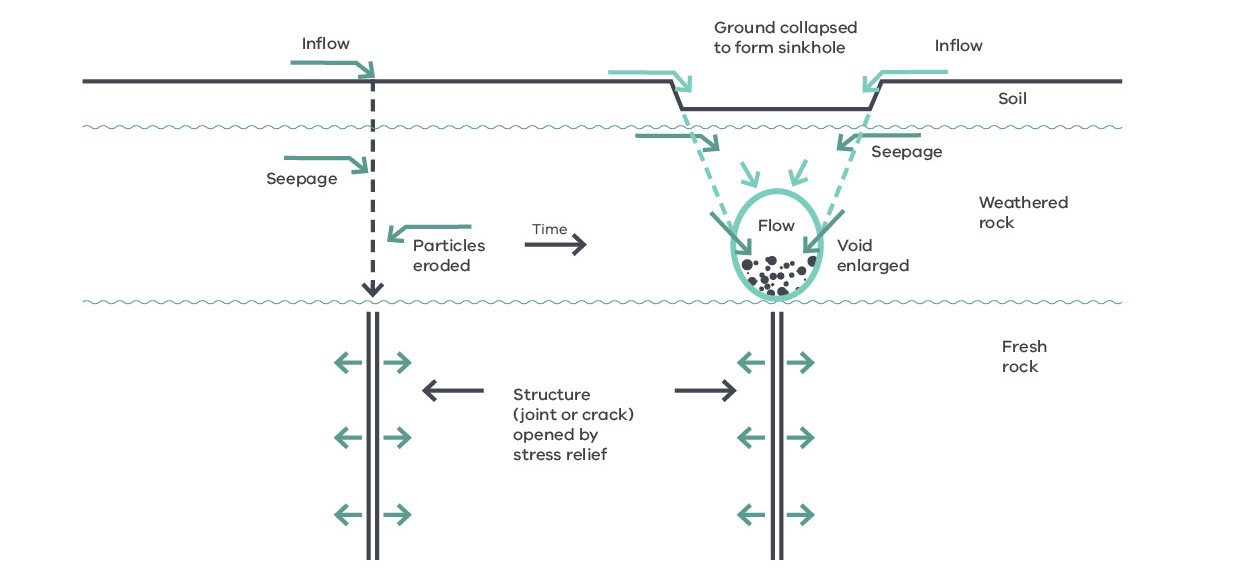 Ground collapsed
to form sinkhole
Inflow
Inflow
Soil
Seepage
Seepage
Weathered
rock
Flow
Time
Particles
eroded
Void
enlarged
Fresh
rock
Structure
(joint or crack)
opened by
stress relief